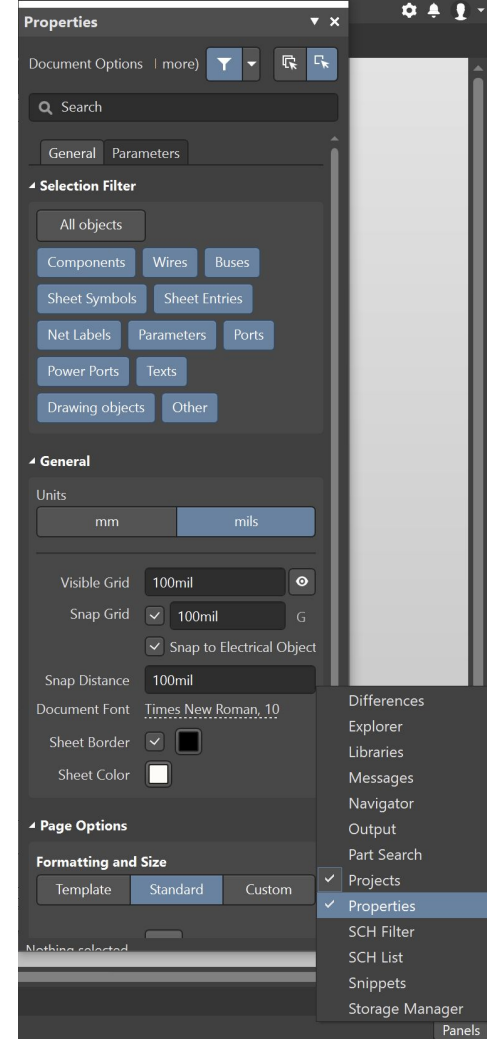 Properties
Document Options | more)
Search
General Parameters
Selection Filter
All objects
Components Wires Buses
Sheet Symbols Sheet Entries
Net Labels Parameters Ports
Power Ports Texts
Drawing objects Other
General
Units
mm mils
Visible Grid 100mil
Snap Grid 100mil G
Snap to Electrical Object
Snap Distance 100mil
Document Font Times New Roman, 10
Sheet Border
Sheet Color
Page Options
Formatting and Size
Template Standard Custom
Nothing selected
Differences
Explorer
Libraries
Messages
Navigator
Output
Part Search
Projects
Properties
SCH Filter
SCH List
Snippets
Storage Manager
Panels